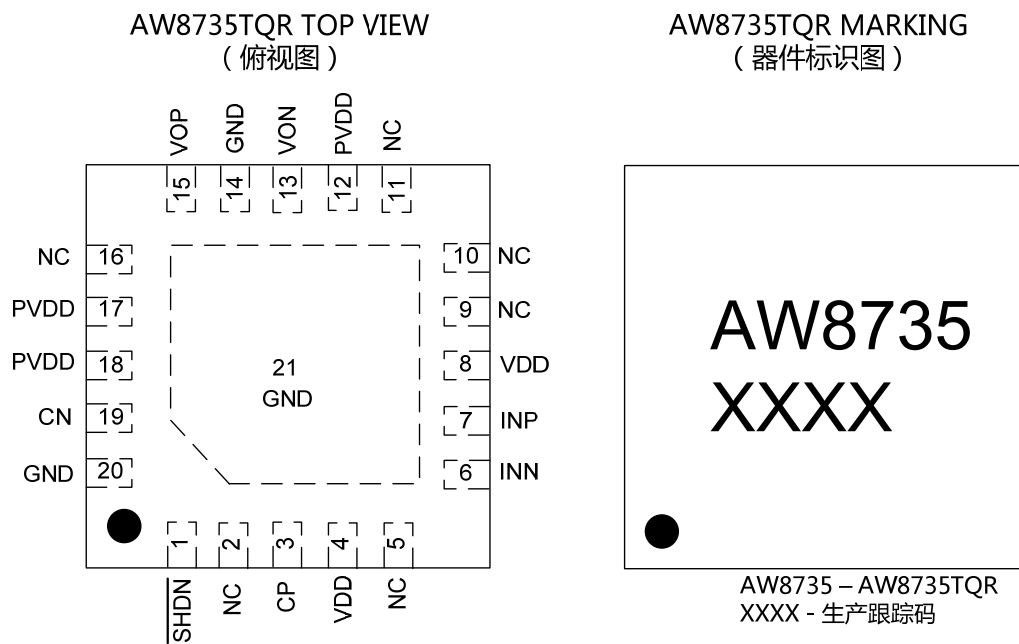 AW8735TQR TOP VIEW
（俯视图）
VOP
GND
VON
PVDD
NC
15
14
13
12
11
NC 16
PVDD 17
PVDD 18
CN 19
GND 20
10 NC
9 NC
8 VDD
7 INP
6 INN
21
GND
1
2
3
4
5
SHDN
NC
CP
VDD
NC
AW8735TQR MARKING
（器件标识图）
AW8735
XXXX
AW8735 – AW8735TQR
XXXX - 生产跟踪码